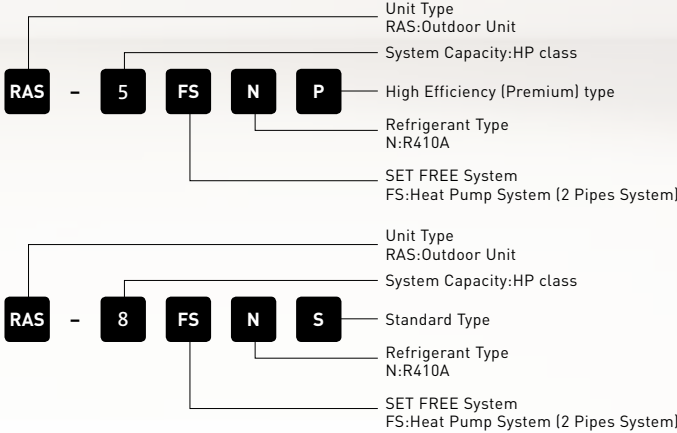 Unit Type
RAS:Outdoor Unit
System Capacity:HP class
RAS - 5 FS N P
High Efficiency (Premium) type
Refrigerant Type
N:R410A
SET FREE System
FS:Heat Pump System (2 Pipes System)
Unit Type
RAS:Outdoor Unit
System Capacity:HP class
RAS - 8 FS N S
Standard Type
Refrigerant Type
N:R410A
SET FREE System
FS:Heat Pump System (2 Pipes System)